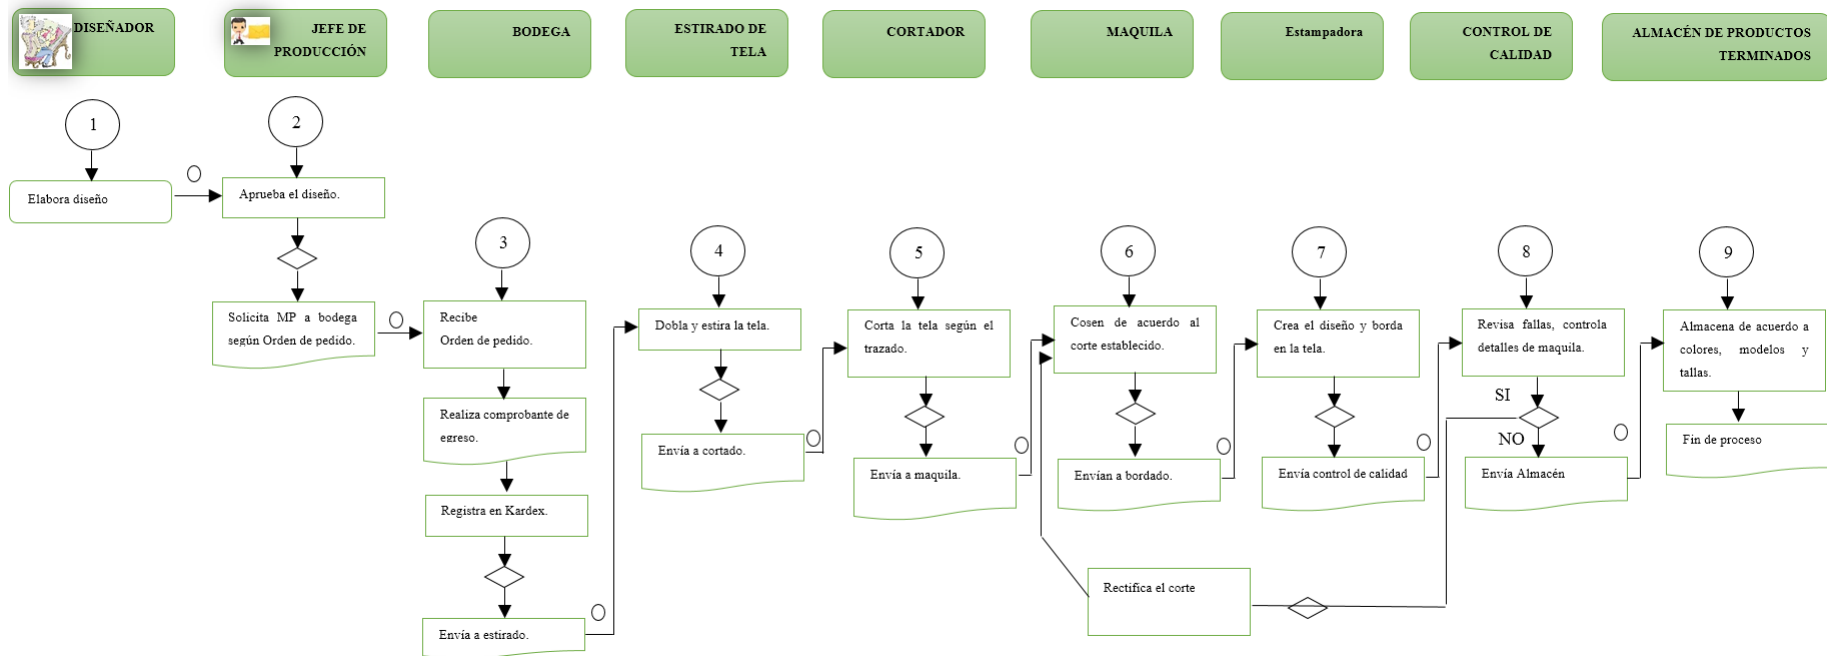 DISEÑADOR
JEFE DE
PRODUCCIÓN
BODEGA
ESTIRADO DE
TELA
CORTADOR
MAQUILA
Estampadora
CONTROL DE
CALIDAD
ALMACÉN DE PRODUCTOS
TERMINADOS
1
Elabora diseño
2
Aprueba el diseño.
Solicita MP a bodega
según Orden de pedido.
3
Recibe
Orden de pedido.
Realiza comprobante de
egreso.
Registra en Kardex.
Envía a estirado.
4
Dobla y estira la tela.
Envía a cortado.
5
Corta la tela según el
trazado.
Envía a maquila.
6
Cosen de acuerdo al
corte establecido.
Envían a bordado.
Rectifica el corte
7
Crea el diseño y borda
en la tela.
Envía control de calidad
8
Revisa fallas, controla
detalles de maquila.
SI
NO
Envía Almacén
9
Almacena de acuerdo a
colores, modelos y
tallas.
Fin de proceso